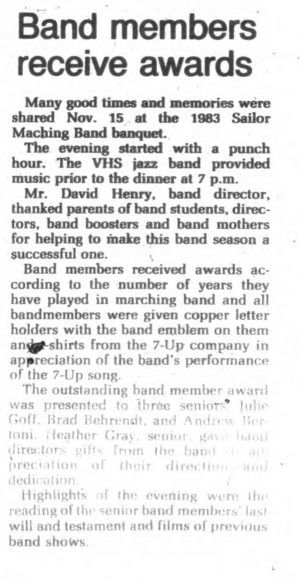 Band members
receive awards
Many good times and memories were
shared Nov. 15 at the 1983 Sailor
Maching Band banquet.
The evening started with a punch
hour. The VHS jazz band provided
music prior to the dinner at 7 p.m.
Mr. David Henry, band director,
thanked parents of band students, direc-
tors, band boosters and band mothers
for helping to make this band season a
successful one.
Band members received awards ac-
cording to the number of years they
have played in marching band and all
bandmembers were given copper letter
holders with the band emblem on them
and -shirts from the 7-Up company in
appreciation of the band's performance
of the 7-Up song.
The outstanding band member award
was presented to three seniors Julie
Goff, Brad Behrendt, and Andrew Ber-
toni. Heather Gray, senior, gave band
directors gifts from the band in ap-
preciation of their direction and
dedication.
Highlights of the evening were the
reading of the senior band members' last
will and testament and films of previous
band shows.